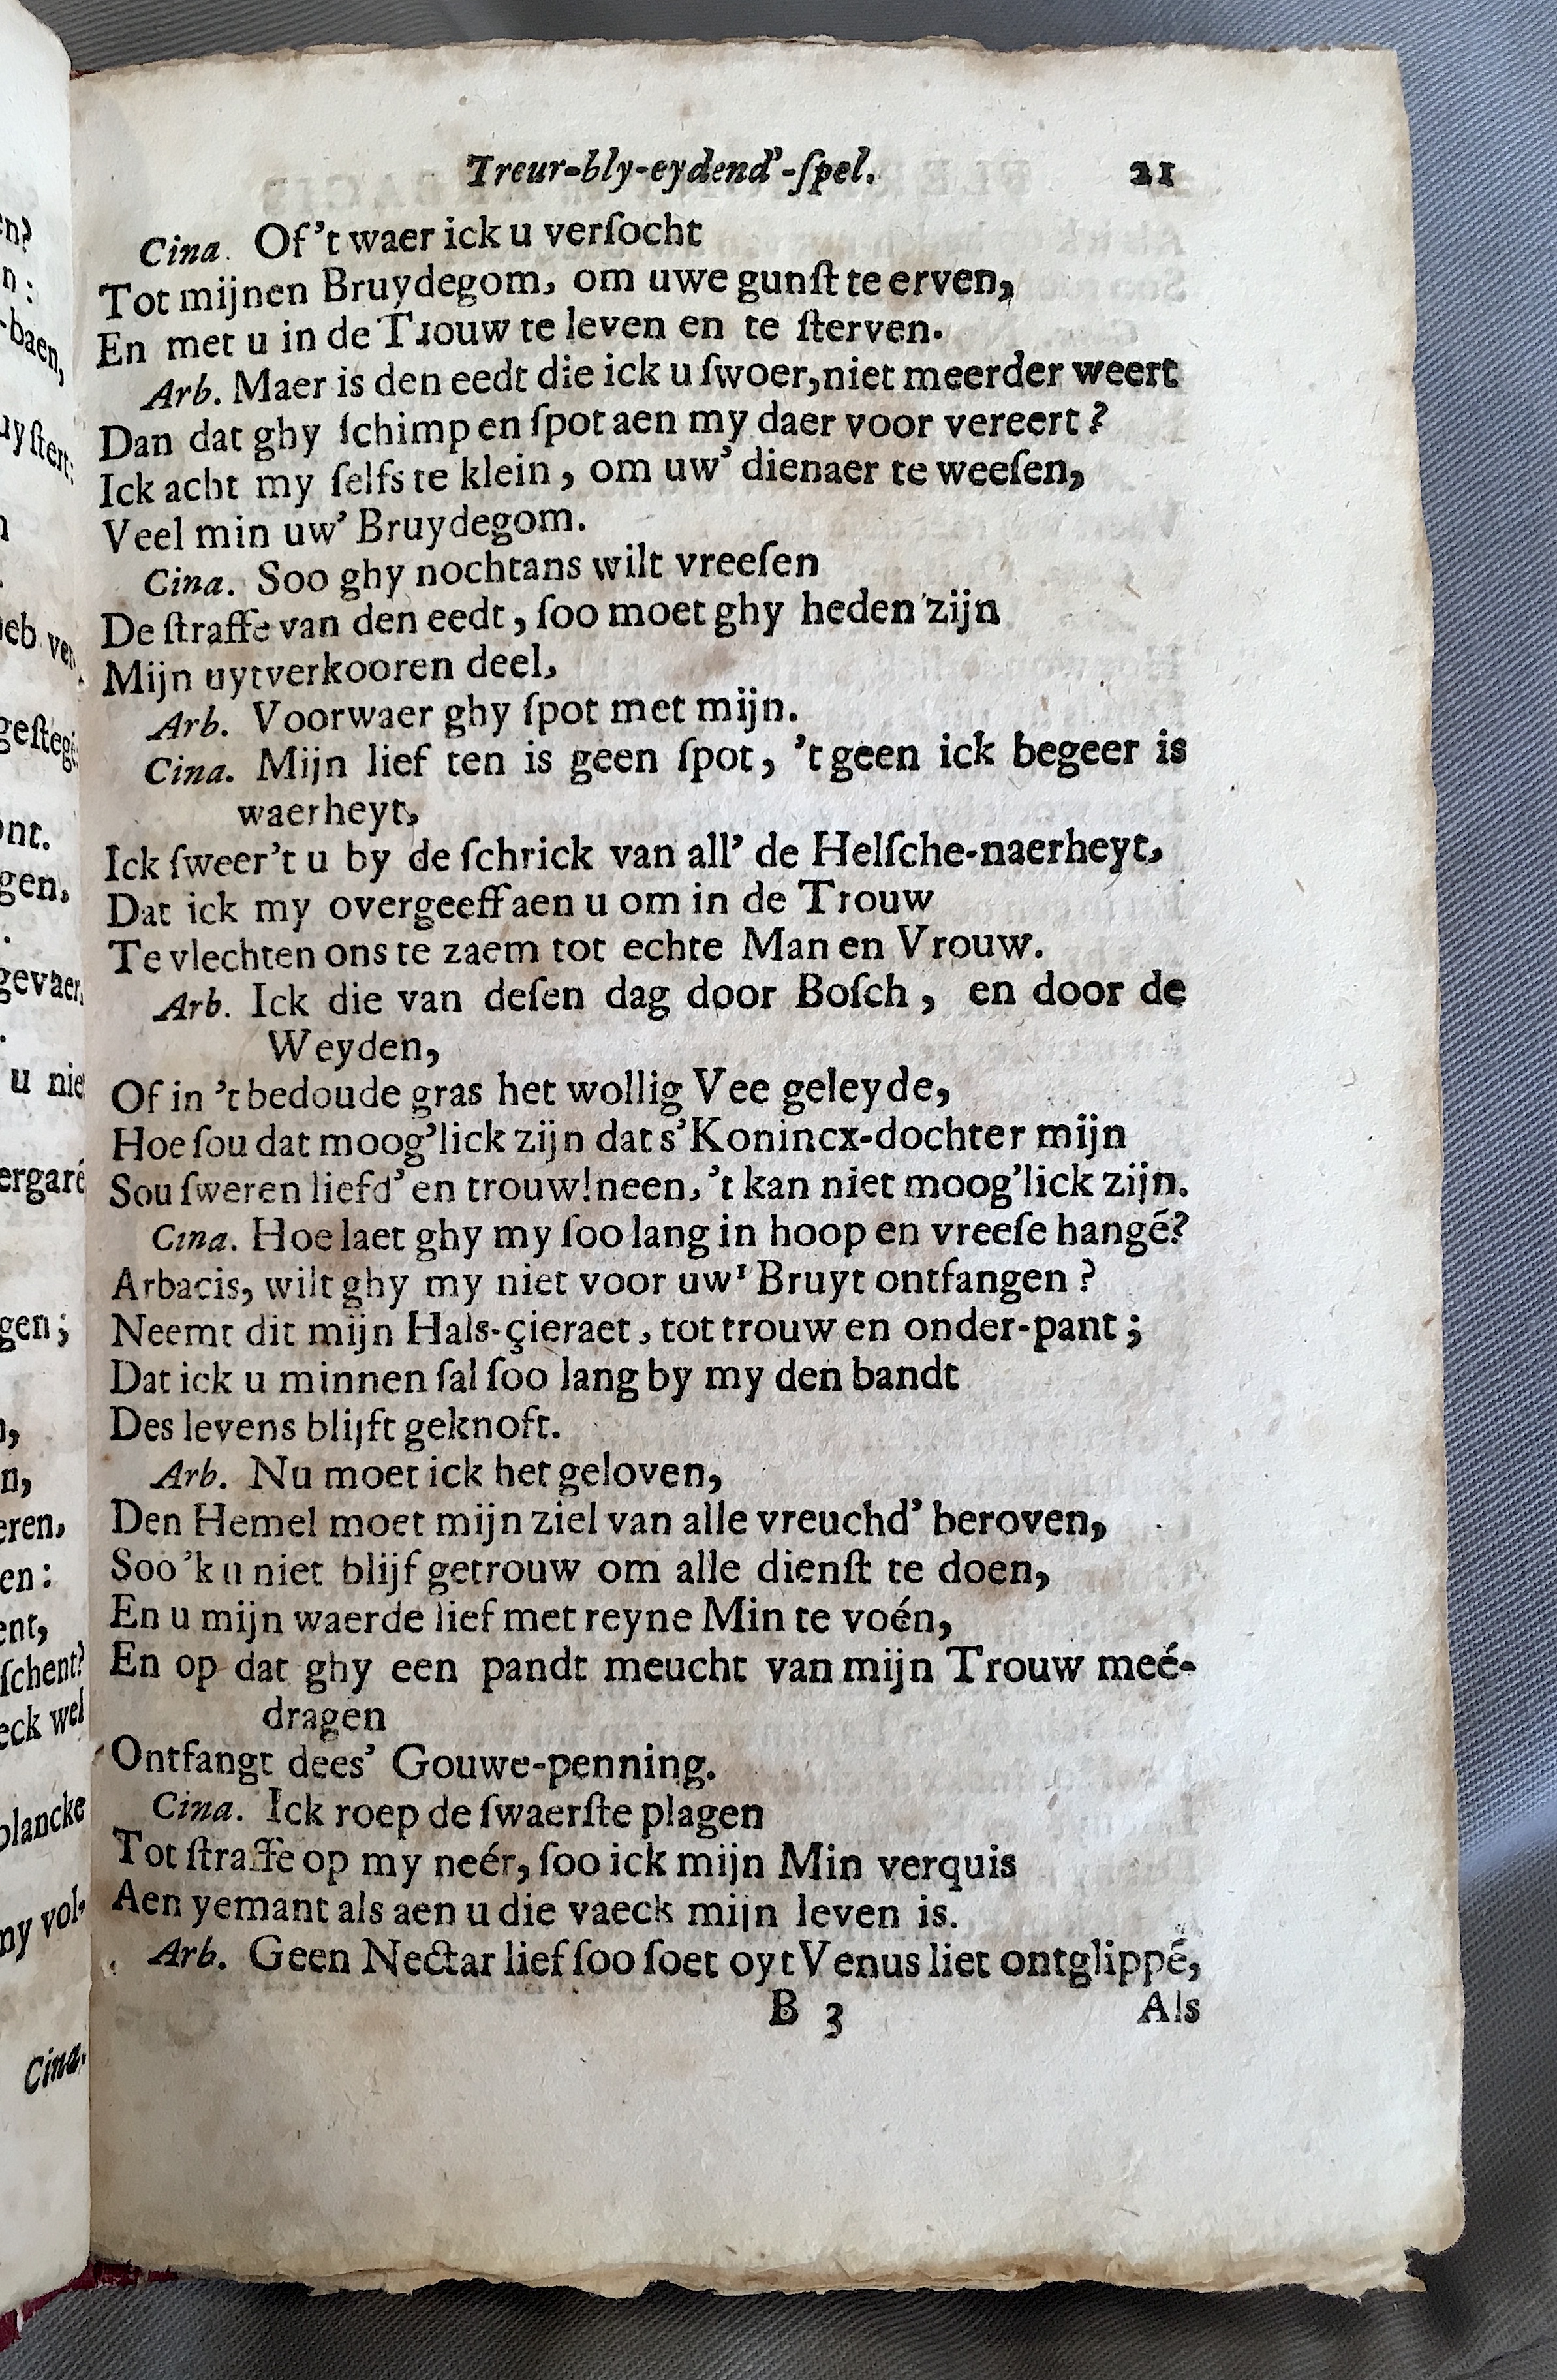 Treur-bly-eydend'-ſpel. 21
Cina. Of 't waer ick u verſocht
Tot mijnen Bruydegom, om uwe gunſt te erven,
En met u in de Trouw te leven en te ſterven.
Arb. Maer is den eedt die ick u ſwoer, niet meerder weert
Dan dat ghy ſchimp en ſpot aen my daer voor vereert?
Ick acht my ſelfs te klein, om uw' dienaer te weeſen,
Veel min uw' Bruydegom.
Cina. Soo ghy nochtans wilt vreeſen
De ſtraffe van den eedt, ſoo moet ghy heden zijn
Mijn uytverkooren deel,
Arb. Voorwaer ghy ſpot met mijn.
Cina. Mijn lief ten is geen ſpot, 't geen ick begeer is
waerheyt,
Ick ſweer't u by de ſchrick van all' de Helſche-naerheyt,
Dat ick my overgeeff aen u om in de Trouw
Te vlechten ons te zaem tot echte Man en Vrouw.
Arb. Ick die van deſen dag door Boſch, en door de
Weyden,
Of in 't bedoude gras het wollig Vee geleyde,
Hoe ſou dat moog'lick zijn dat s'Konincx-dochter mijn
Sou ſweren liefd' en trouw! neen, 't kan niet moog'lick zijn.
Cina. Hoe laet ghy my ſoo lang in hoop en vreeſe hangé?
Arbacis, wilt ghy my niet voor uw' Bruyt ontfangen?
Neemt dit mijn Hals-çieraet, tot trouw en onder-pant;
Dat ick u minnen ſal ſoo lang by my den bandt
Des levens blijft geknoft.
Arb. Nu moet ick het geloven,
Den Hemel moet mijn ziel van alle vreuchd' beroven,
Soo 'k u niet blijf getrouw om alle dienſt te doen,
En u mijn waerde lief met reyne Min te voén,
En op dat ghy een pandt meucht van mijn Trouw meé-
dragen
Ontfangt dees' Gouwe-penning.
Cina. Ick roep de ſwaerſte plagen
Tot ſtraffe op my neér, ſoo ick mijn Min verquis
Aen yemant als aen u die vaeck mijn leven is.
Arb. Geen Nectar lief ſoo ſoet oyt Venus liet ontglippé,
B 3 Als